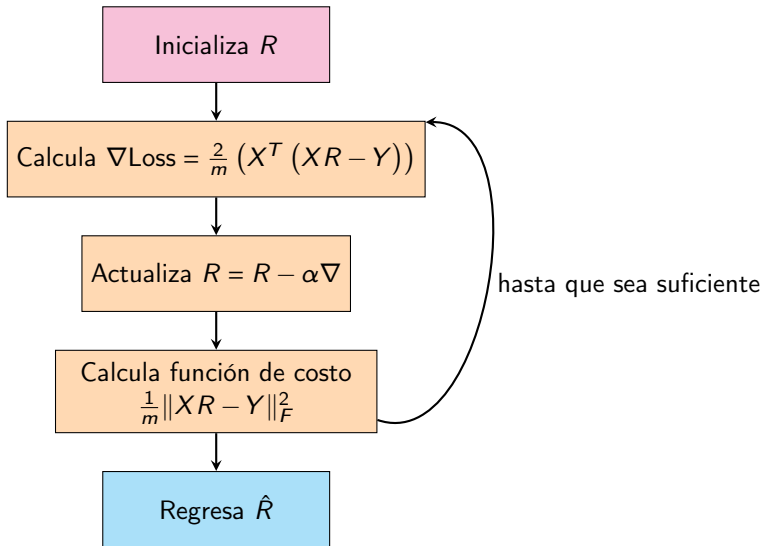 Inicializa R
Calcula ∇Loss = 2/m (X^T (XR − Y))
Actualiza R = R − α∇
hasta que sea suficiente
Calcula función de costo
1/m ‖XR − Y‖²_F
Regresa R̂